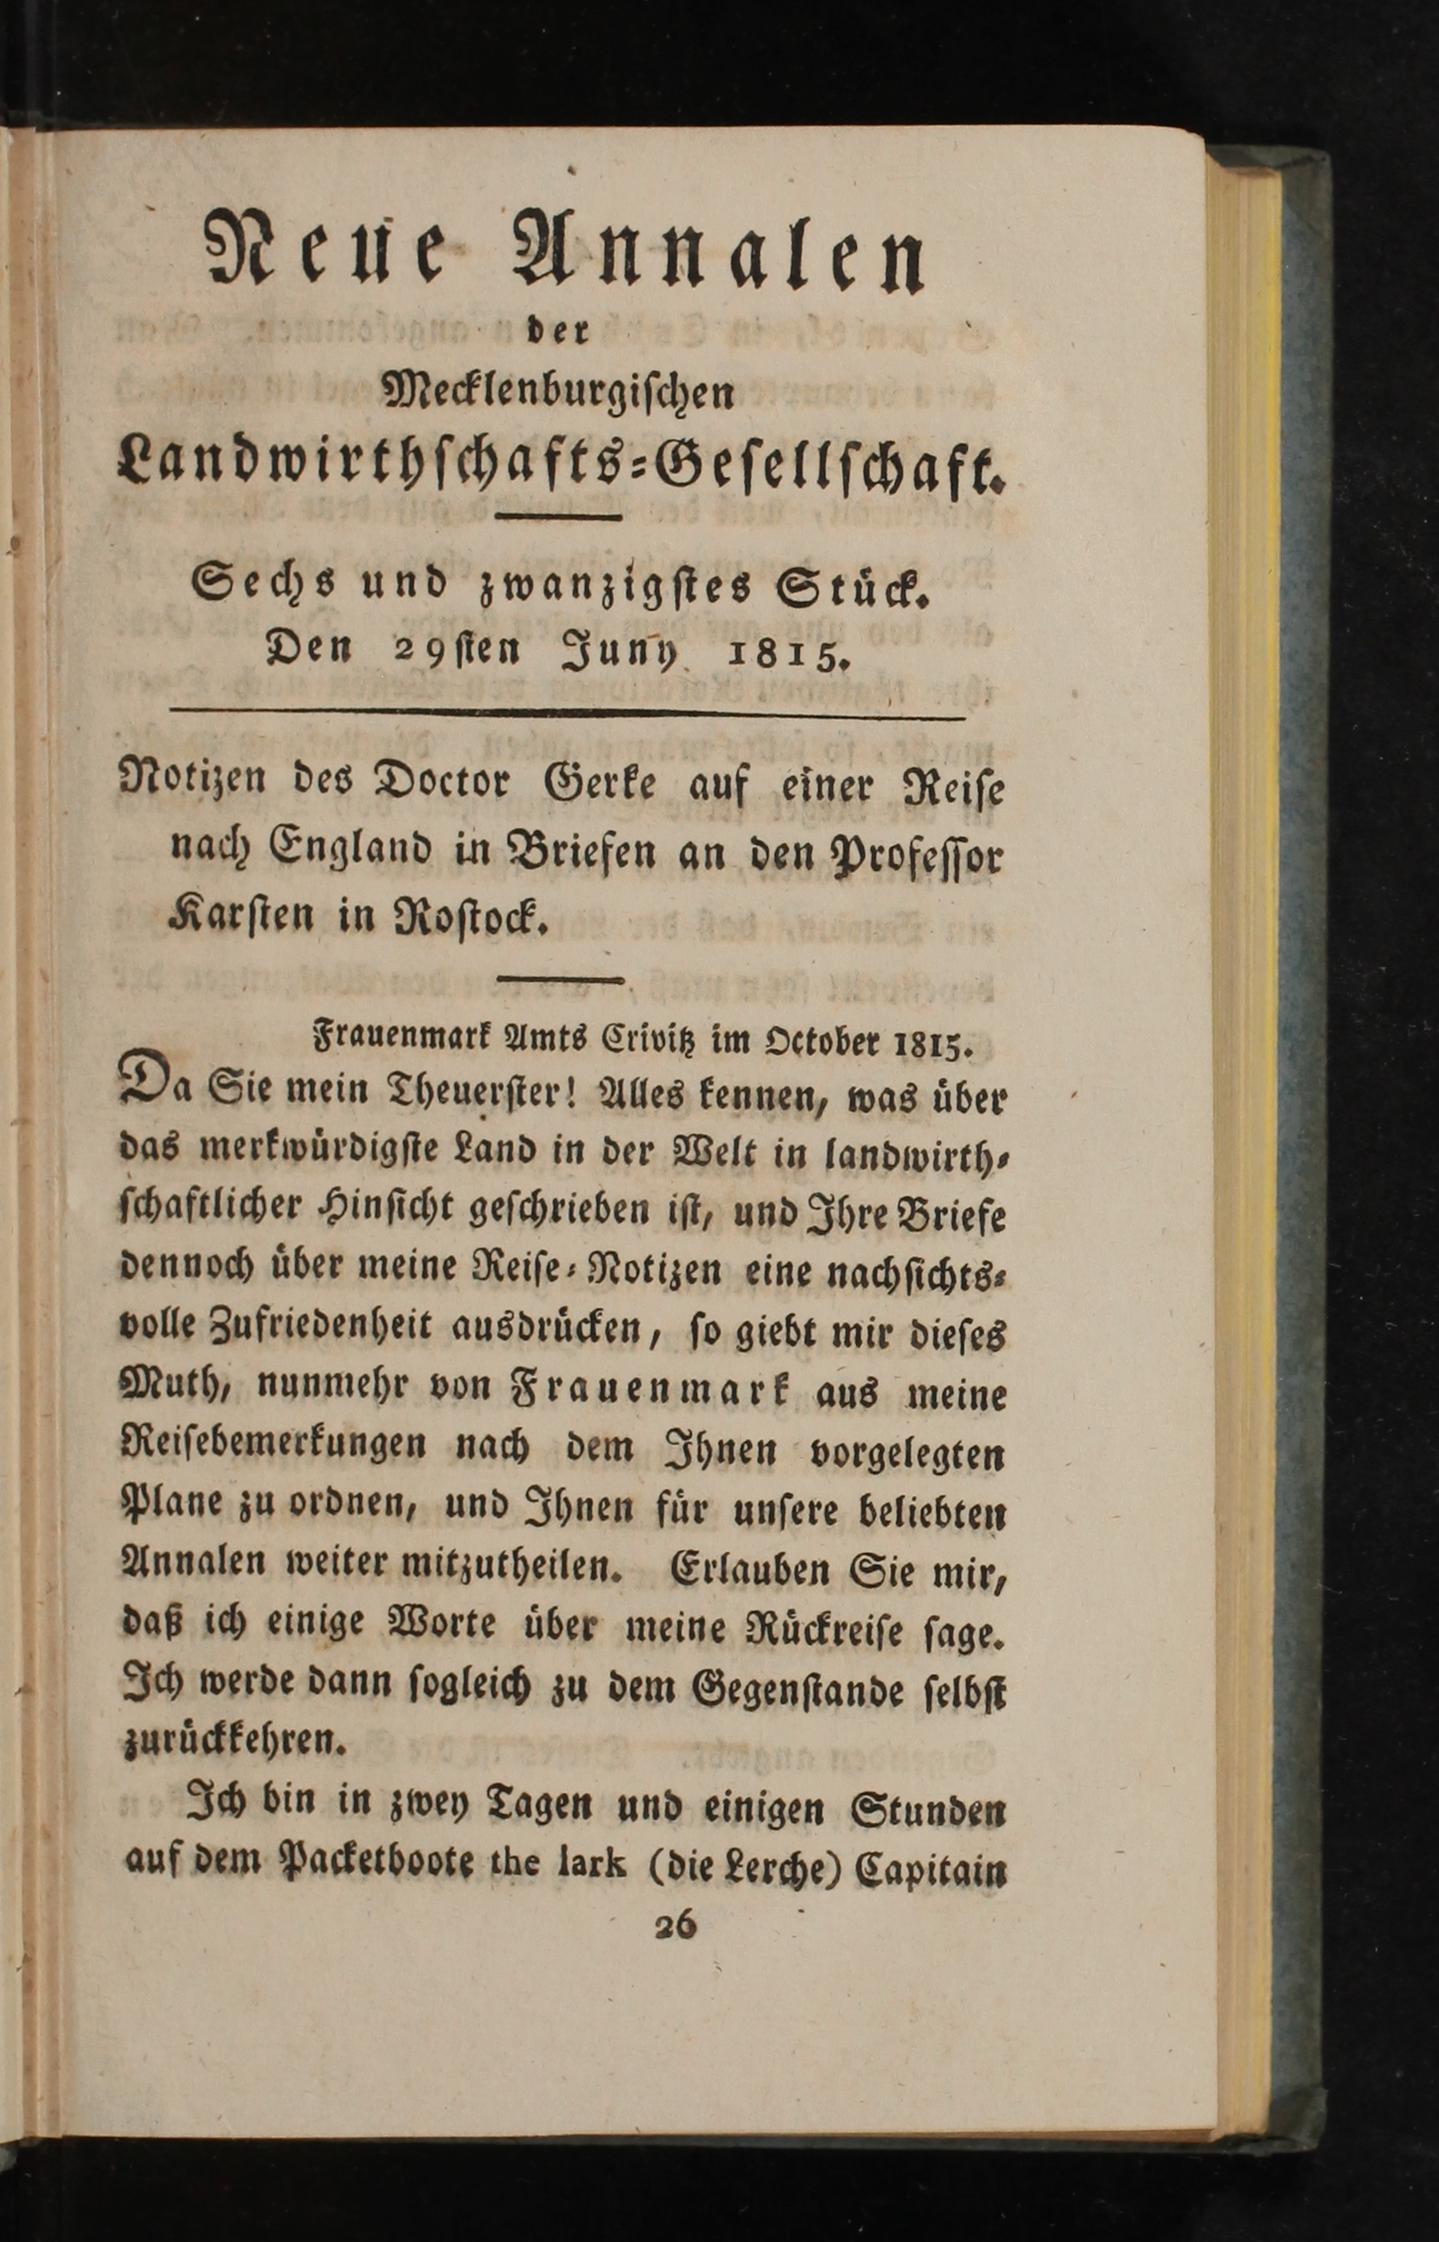 Neue Annalen
der
Mecklenburgiſchen
Landwirthſchafts-Geſellſchaft.
Sechs und zwanzigſtes Stück.
Den 29ſten Juny 1815.
Notizen des Doctor Gerke auf einer Reiſe
nach England in Briefen an den Profeſſor
Karſten in Roſtock.
Frauenmark Amts Crivitz im October 1815.
Da Sie mein Theuerſter! Alles kennen, was über
das merkwürdigſte Land in der Welt in landwirth-
ſchaftlicher Hinſicht geſchrieben iſt, und Ihre Briefe
dennoch über meine Reiſe-Notizen eine nachſichts-
volle Zufriedenheit ausdrücken, ſo giebt mir dieſes
Muth, nunmehr von Frauenmark aus meine
Reiſebemerkungen nach dem Ihnen vorgelegten
Plane zu ordnen, und Ihnen für unſere beliebten
Annalen weiter mitzutheilen. Erlauben Sie mir,
daß ich einige Worte über meine Rückreiſe ſage.
Ich werde dann ſogleich zu dem Gegenſtande ſelbſt
zurückkehren.
Ich bin in zwey Tagen und einigen Stunden
auf dem Packetboote the lark (die Lerche) Capitain
26